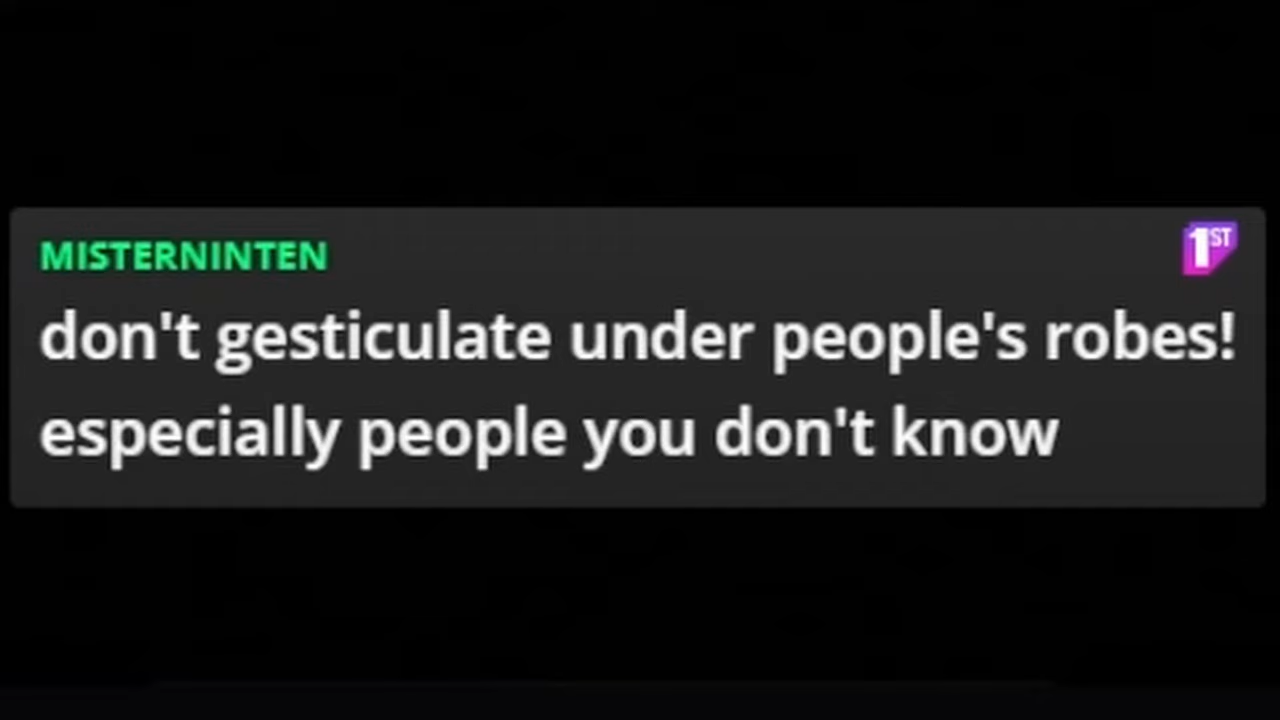 MISTERNINTEN 1ST
don't gesticulate under people's robes!
especially people you don't know